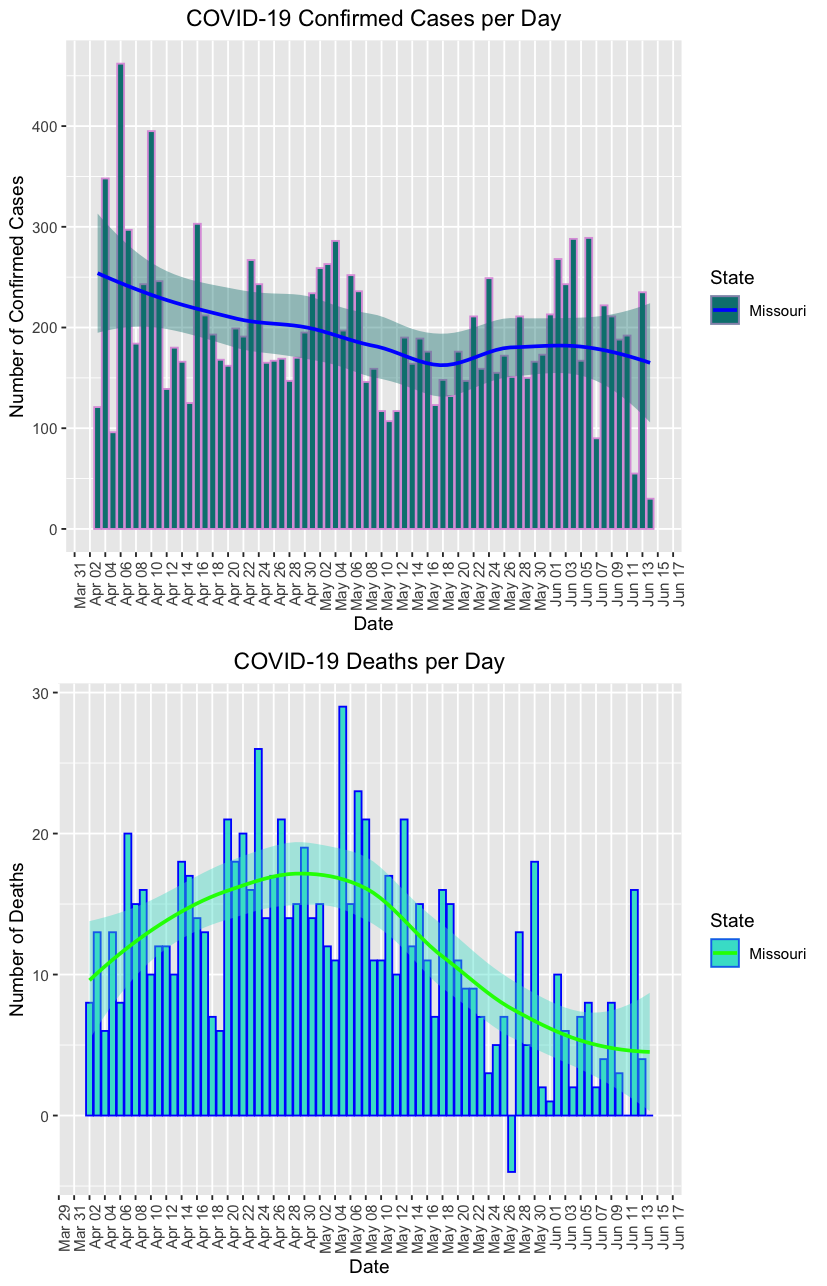 COVID-19 Confirmed Cases per Day
Number of Confirmed Cases
400
300
200
100
0
Mar 31
Apr 02
Apr 04
Apr 06
Apr 08
Apr 10
Apr 12
Apr 14
Apr 16
Apr 18
Apr 20
Apr 22
Apr 24
Apr 26
Apr 28
Apr 30
May 02
May 04
May 06
May 08
May 10
May 12
May 14
May 16
May 18
May 20
May 22
May 24
May 26
May 28
May 30
Jun 01
Jun 03
Jun 05
Jun 07
Jun 09
Jun 11
Jun 13
Jun 15
Jun 17
Date
State
Missouri
COVID-19 Deaths per Day
Number of Deaths
30
20
10
0
Mar 29
Mar 31
Apr 02
Apr 04
Apr 06
Apr 08
Apr 10
Apr 12
Apr 14
Apr 16
Apr 18
Apr 20
Apr 22
Apr 24
Apr 26
Apr 28
Apr 30
May 02
May 04
May 06
May 08
May 10
May 12
May 14
May 16
May 18
May 20
May 22
May 24
May 26
May 28
May 30
Jun 01
Jun 03
Jun 05
Jun 07
Jun 09
Jun 11
Jun 13
Jun 15
Jun 17
Date
State
Missouri